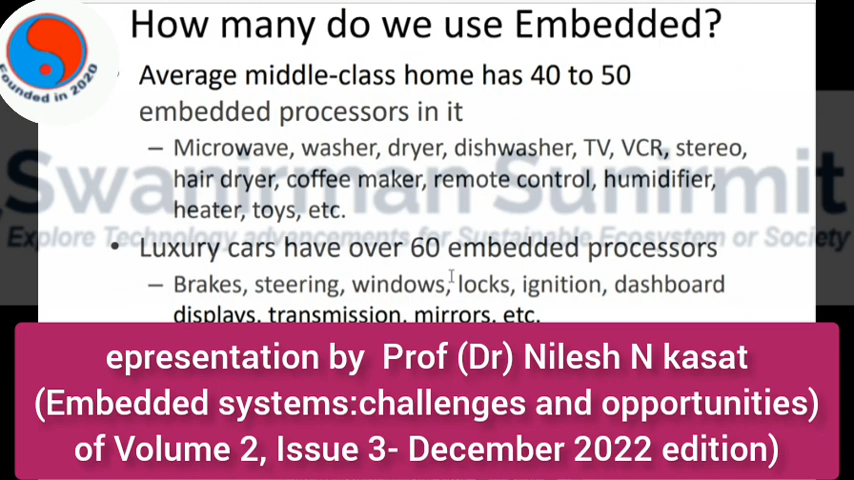 How many do we use Embedded?
Founded in 2020
Average middle-class home has 40 to 50
embedded processors in it
– Microwave, washer, dryer, dishwasher, TV, VCR, stereo,
hair dryer, coffee maker, remote control, humidifier,
heater, toys, etc.
Swanirman Sunirmit
Explore Technology advancements for Sustainable Ecosystem or Society
• Luxury cars have over 60 embedded processors
– Brakes, steering, windows, locks, ignition, dashboard
displays, transmission, mirrors, etc.
epresentation by Prof (Dr) Nilesh N kasat
(Embedded systems:challenges and opportunities)
of Volume 2, Issue 3- December 2022 edition)